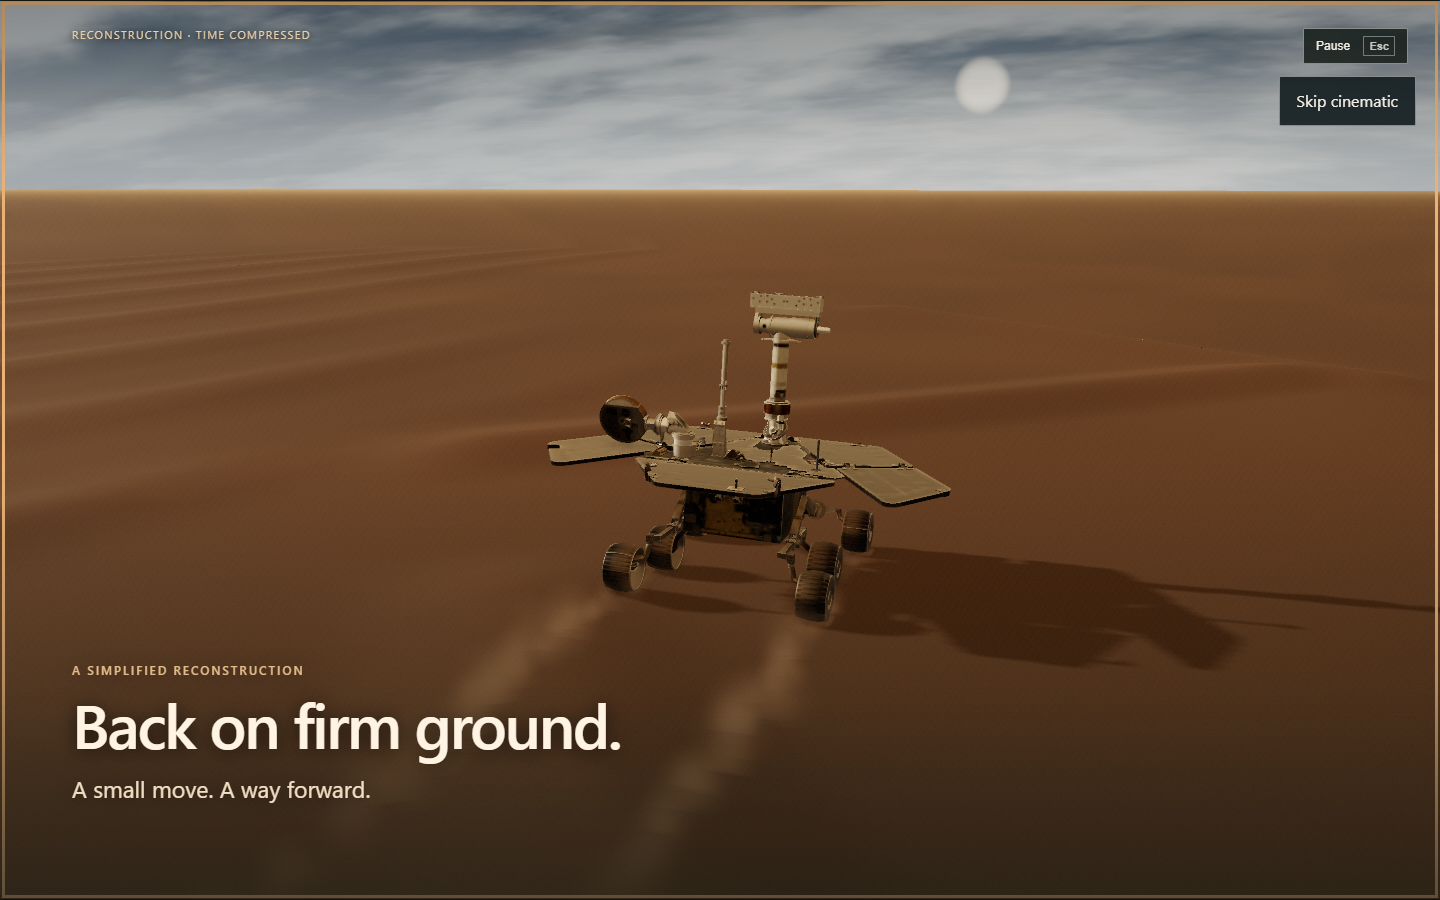 RECONSTRUCTION · TIME COMPRESSED
Pause Esc
Skip cinematic
A SIMPLIFIED RECONSTRUCTION
Back on firm ground.
A small move. A way forward.